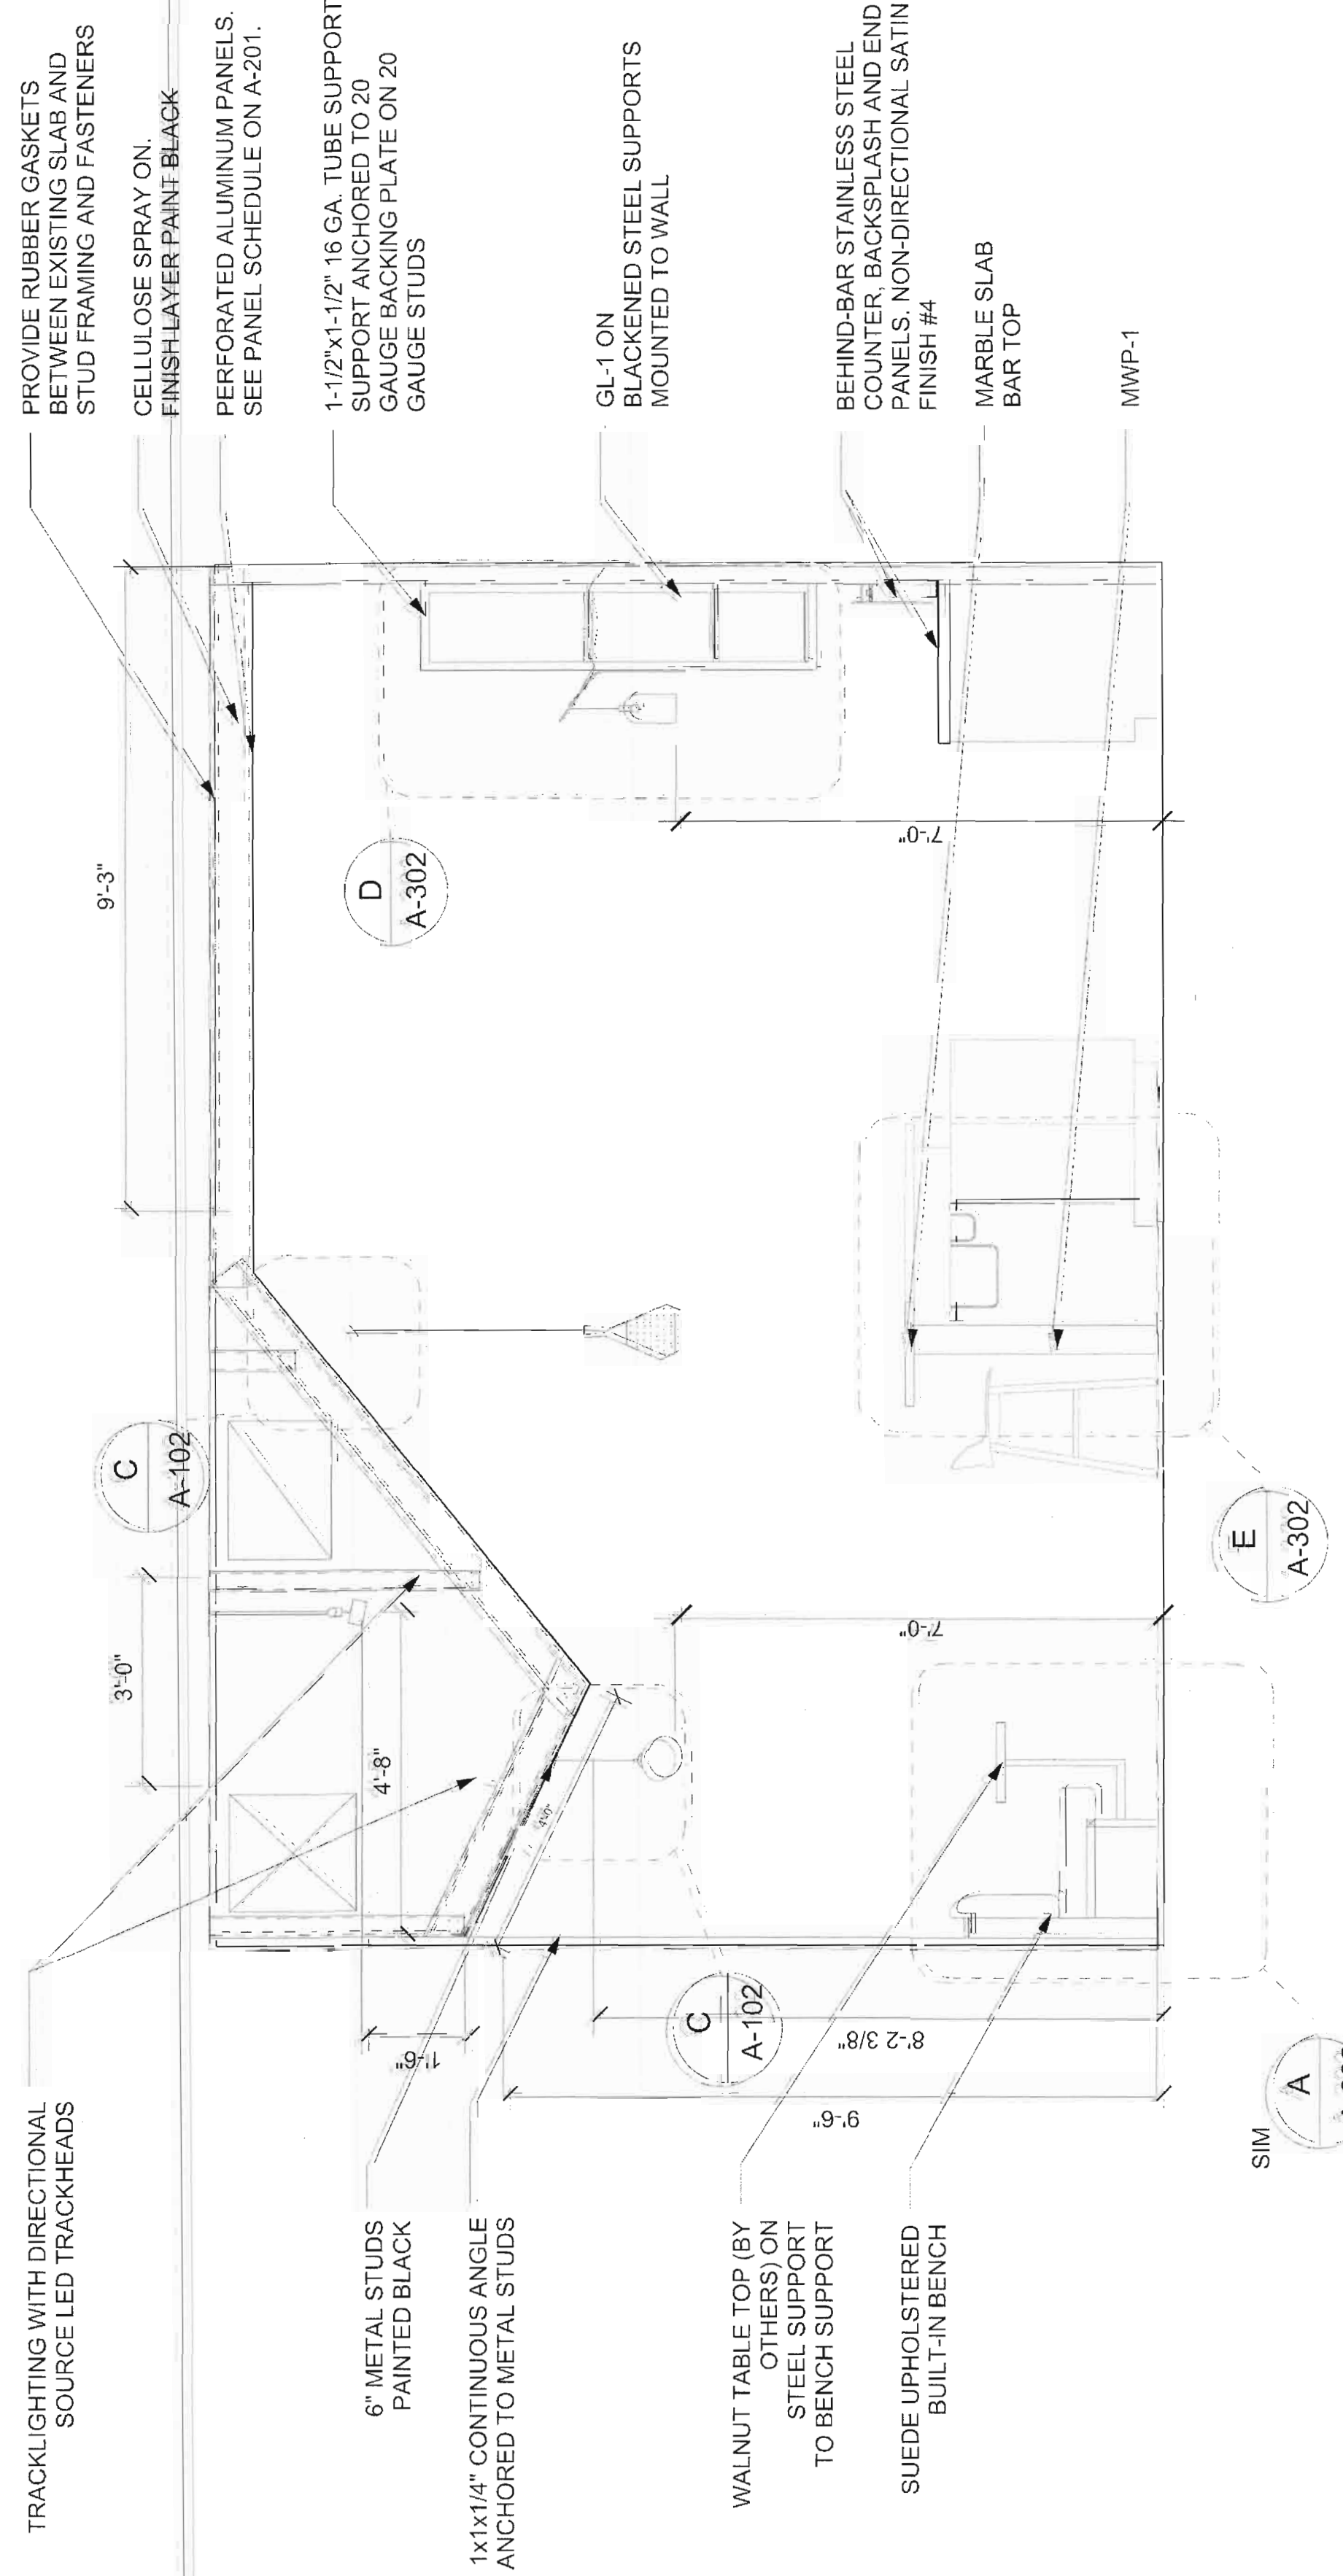 TRACKLIGHTING WITH DIRECTIONAL
SOURCE LED TRACKHEADS
6" METAL STUDS
PAINTED BLACK
1x1x1/4" CONTINUOUS ANGLE
ANCHORED TO METAL STUDS
WALNUT TABLE TOP (BY
OTHERS) ON
STEEL SUPPORT
TO BENCH SUPPORT
SUEDE UPHOLSTERED
BUILT-IN BENCH
SIM
A
1'-6"
9'-6"
8'-2 3/8"
C
A-102
3'-0"
4'-8"
4'-0"
7'-0"
C
A-102
E
A-302
9'-3"
D
A-302
7'-0"
PROVIDE RUBBER GASKETS
BETWEEN EXISTING SLAB AND
STUD FRAMING AND FASTENERS
CELLULOSE SPRAY ON.
FINISH LAYER PAINT BLACK
PERFORATED ALUMINUM PANELS.
SEE PANEL SCHEDULE ON A-201.
1-1/2"x1-1/2" 16 GA. TUBE SUPPORT
SUPPORT ANCHORED TO 20
GAUGE BACKING PLATE ON 20
GAUGE STUDS
GL-1 ON
BLACKENED STEEL SUPPORTS
MOUNTED TO WALL
BEHIND-BAR STAINLESS STEEL
COUNTER, BACKSPLASH AND END
PANELS. NON-DIRECTIONAL SATIN
FINISH #4
MARBLE SLAB
BAR TOP
MWP-1